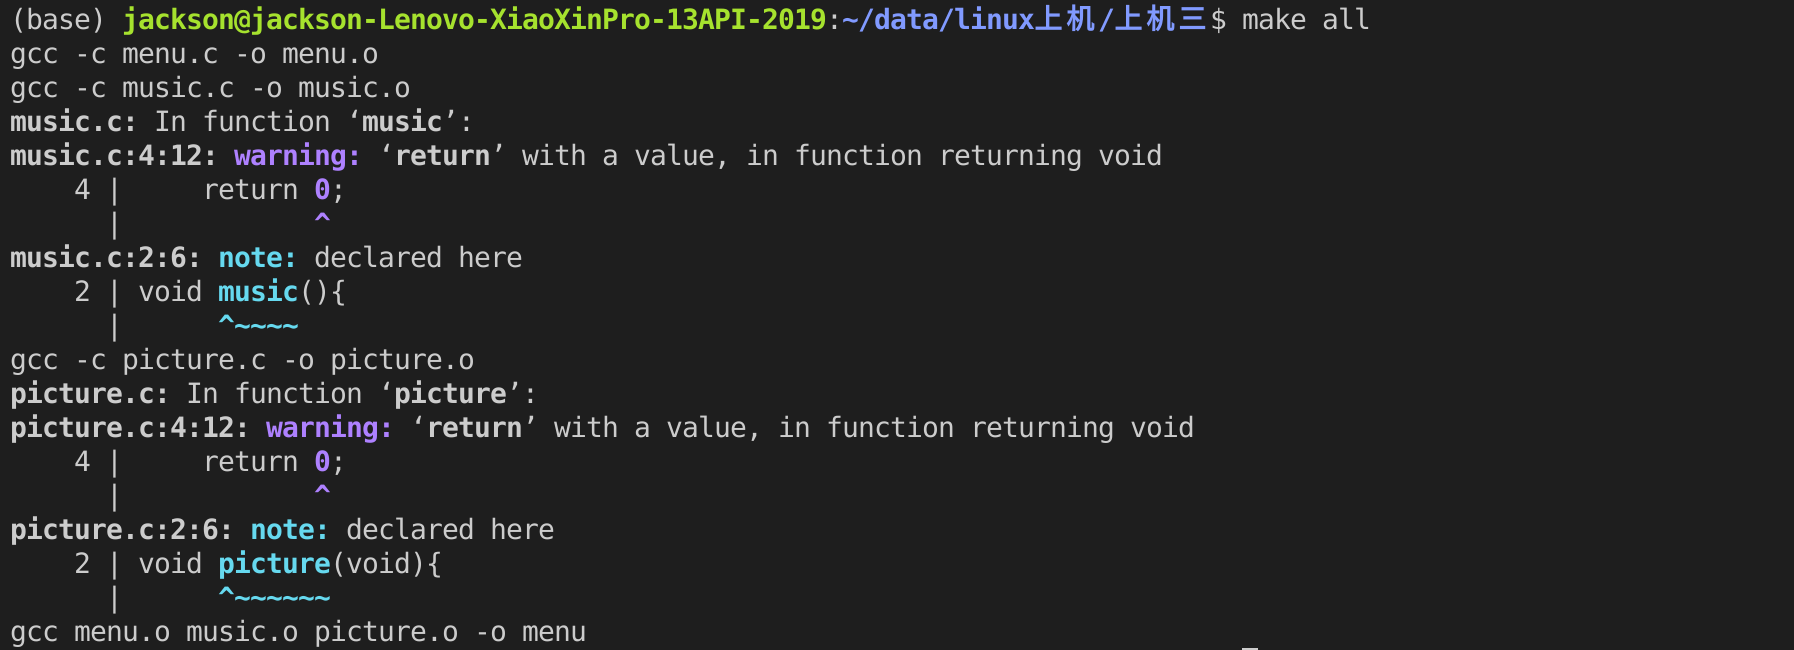 (base) jackson@jackson-Lenovo-XiaoXinPro-13API-2019:~/data/linux上机/上机三$ make all
gcc -c menu.c -o menu.o
gcc -c music.c -o music.o
music.c: In function ‘music’:
music.c:4:12: warning: ‘return’ with a value, in function returning void
    4 |     return 0;
      |            ^
music.c:2:6: note: declared here
    2 | void music(){
      |      ^~~~~
gcc -c picture.c -o picture.o
picture.c: In function ‘picture’:
picture.c:4:12: warning: ‘return’ with a value, in function returning void
    4 |     return 0;
      |            ^
picture.c:2:6: note: declared here
    2 | void picture(void){
      |      ^~~~~~~
gcc menu.o music.o picture.o -o menu